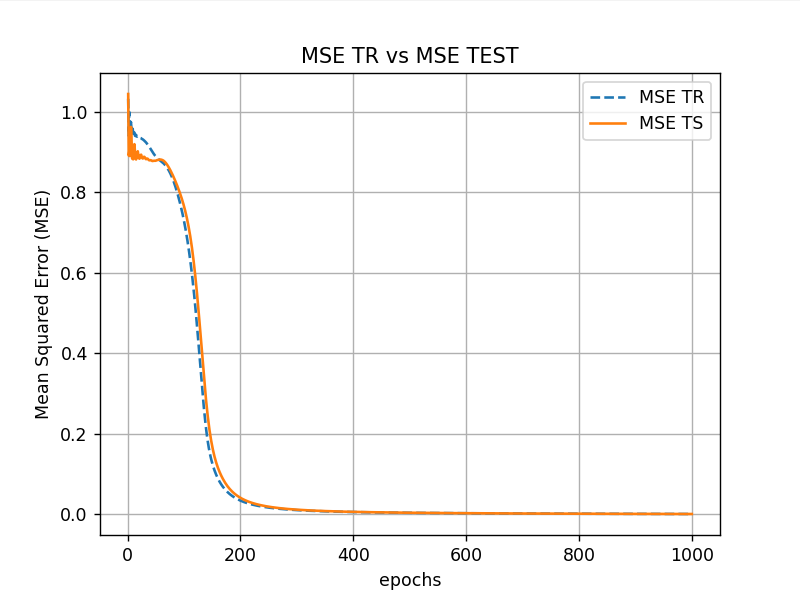 MSE TR vs MSE TEST
MSE TR
MSE TS
Mean Squared Error (MSE)
1.0
0.8
0.6
0.4
0.2
0.0
0 200 400 600 800 1000
epochs